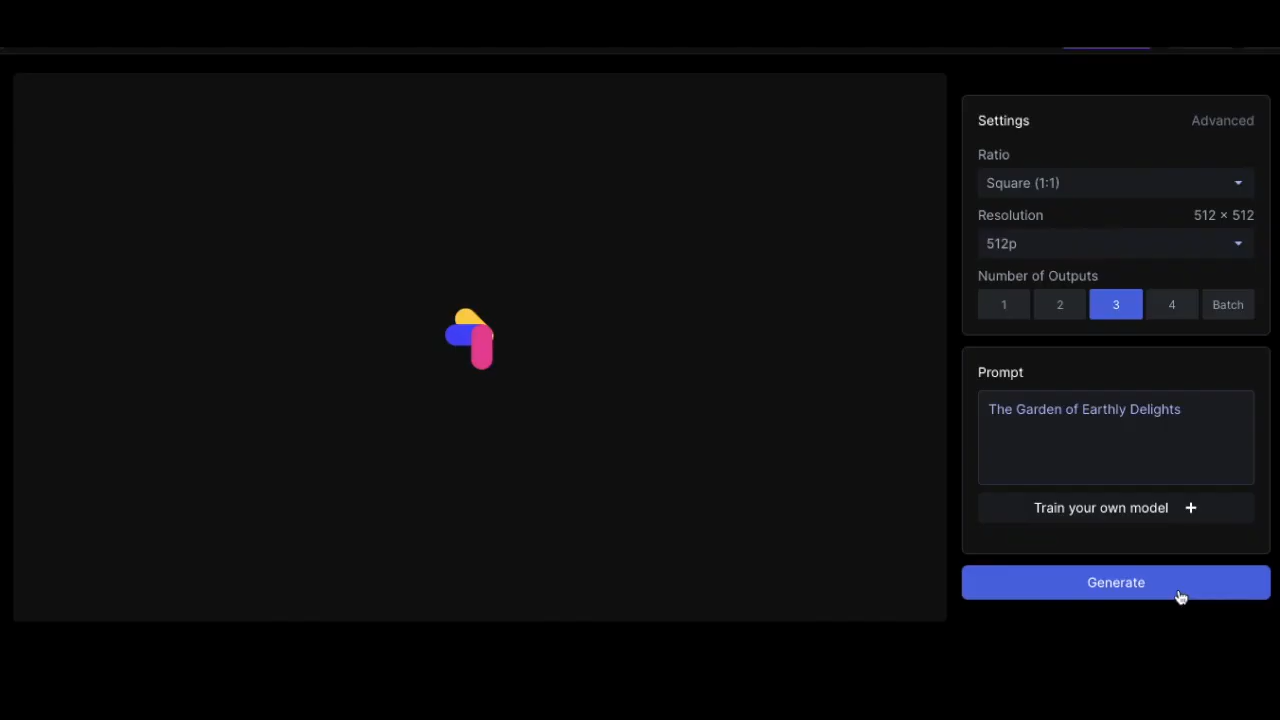 Settings Advanced
Ratio
Square (1:1)
Resolution 512 × 512
512p
Number of Outputs
1 2 3 4 Batch
Prompt
The Garden of Earthly Delights
Train your own model +
Generate